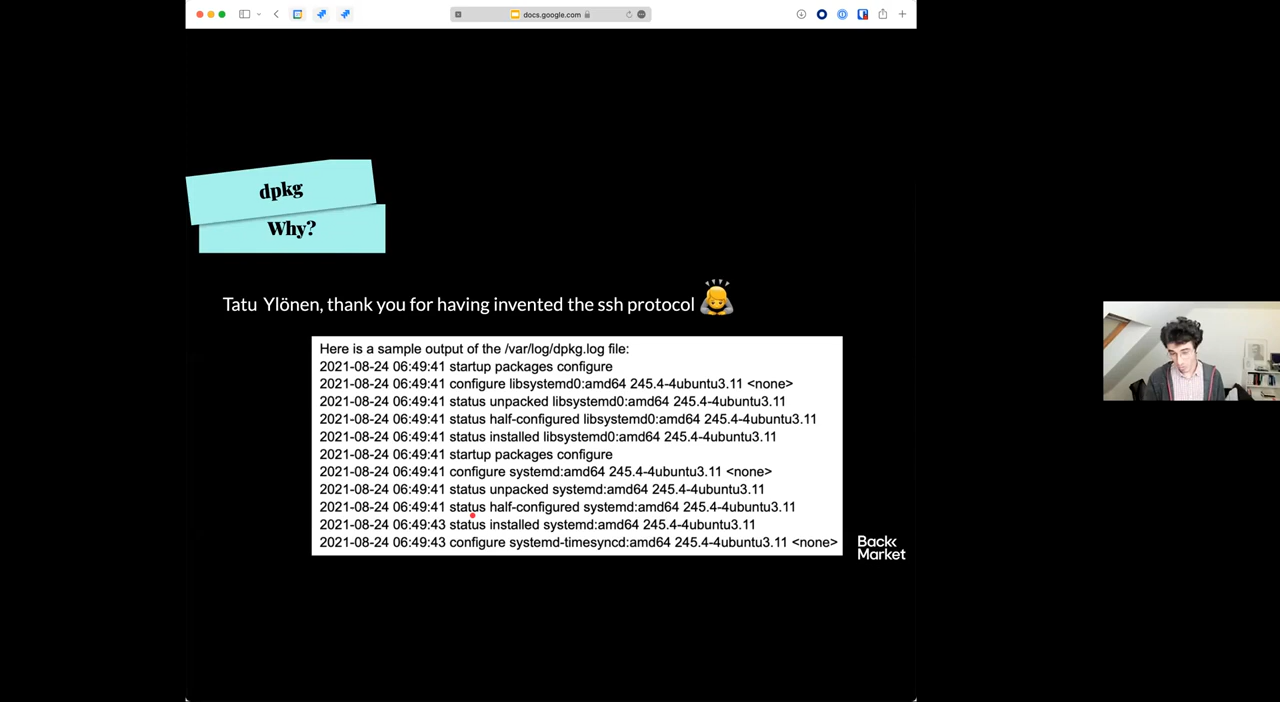 docs.google.com
dpkg
Why?
Tatu Ylönen, thank you for having invented the ssh protocol
Here is a sample output of the /var/log/dpkg.log file:
2021-08-24 06:49:41 startup packages configure
2021-08-24 06:49:41 configure libsystemd0:amd64 245.4-4ubuntu3.11 <none>
2021-08-24 06:49:41 status unpacked libsystemd0:amd64 245.4-4ubuntu3.11
2021-08-24 06:49:41 status half-configured libsystemd0:amd64 245.4-4ubuntu3.11
2021-08-24 06:49:41 status installed libsystemd0:amd64 245.4-4ubuntu3.11
2021-08-24 06:49:41 startup packages configure
2021-08-24 06:49:41 configure systemd:amd64 245.4-4ubuntu3.11 <none>
2021-08-24 06:49:41 status unpacked systemd:amd64 245.4-4ubuntu3.11
2021-08-24 06:49:41 status half-configured systemd:amd64 245.4-4ubuntu3.11
2021-08-24 06:49:43 status installed systemd:amd64 245.4-4ubuntu3.11
2021-08-24 06:49:43 configure systemd-timesyncd:amd64 245.4-4ubuntu3.11 <none>
Back
Market